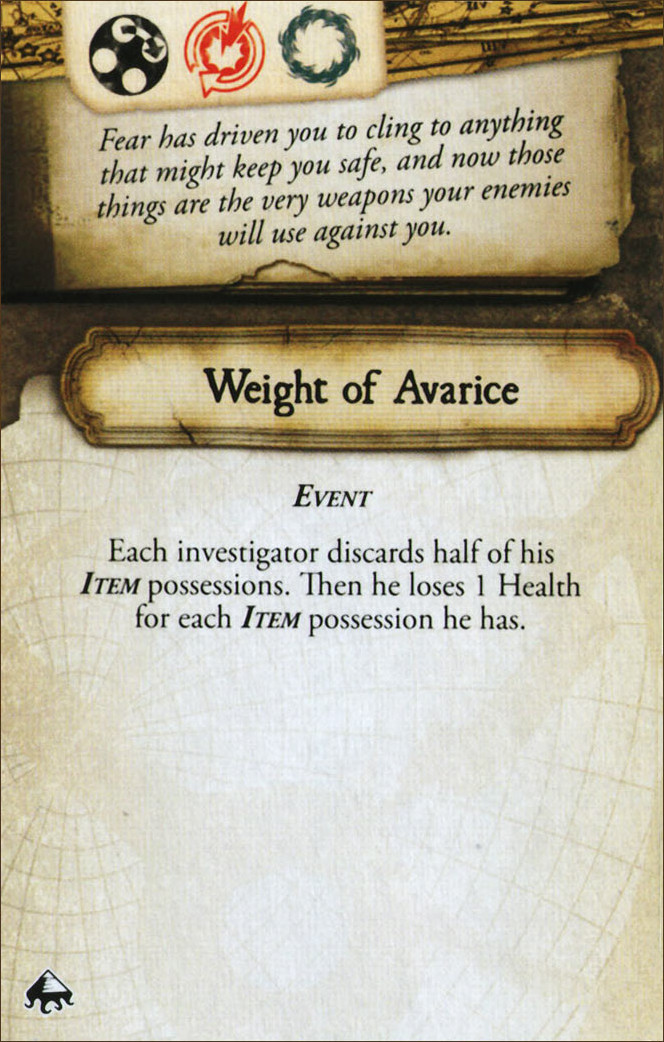 Fear has driven you to cling to anything
that might keep you safe, and now those
things are the very weapons your enemies
will use against you.
Weight of Avarice
EVENT
Each investigator discards half of his
ITEM possessions. Then he loses 1 Health
for each ITEM possession he has.